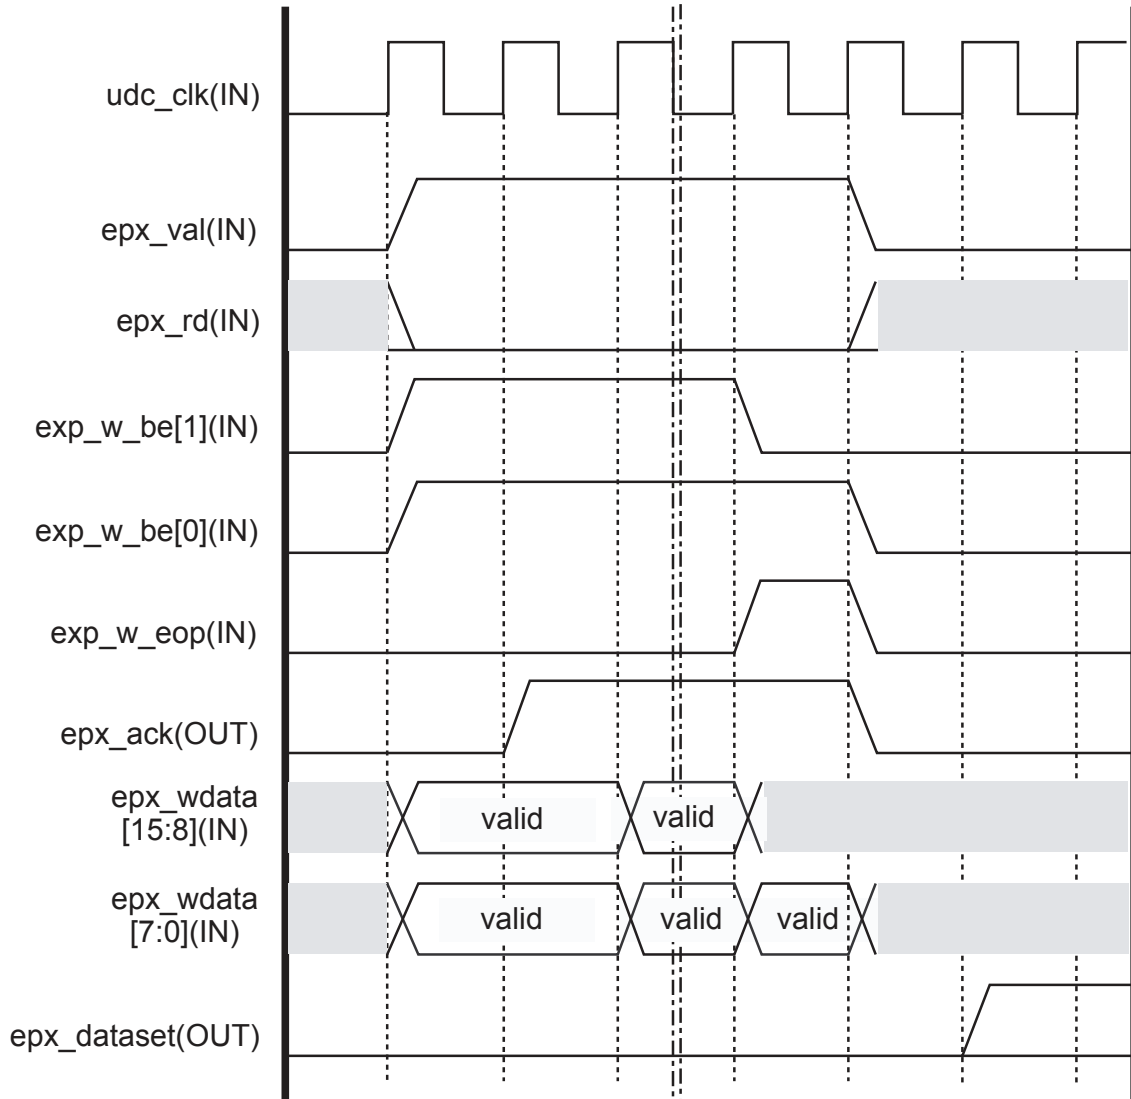 udc_clk(IN)
epx_val(IN)
epx_rd(IN)
exp_w_be[1](IN)
exp_w_be[0](IN)
exp_w_eop(IN)
epx_ack(OUT)
epx_wdata
[15:8](IN)
valid valid
epx_wdata
[7:0](IN)
valid valid valid
epx_dataset(OUT)